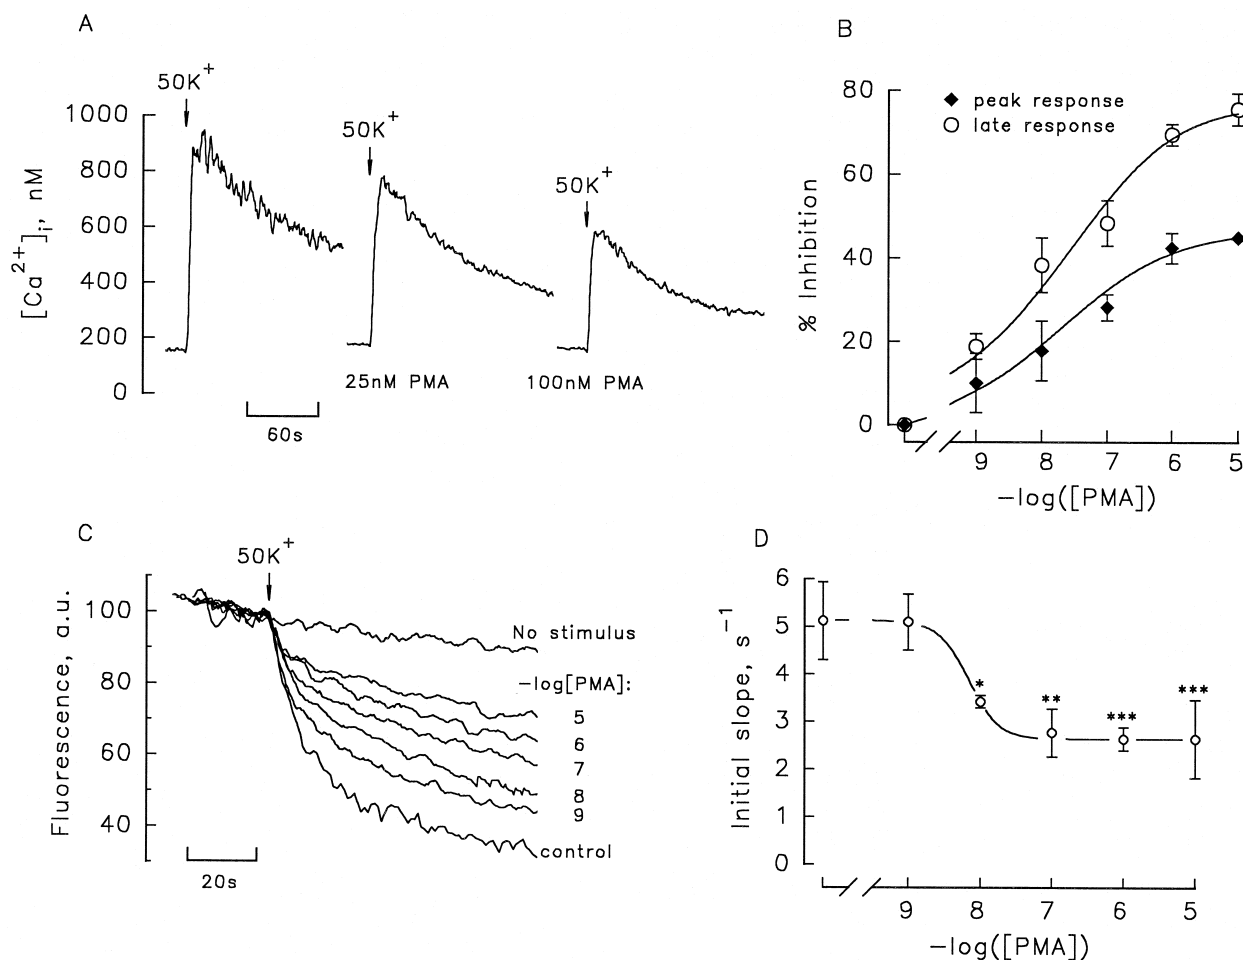 A
50K+
50K+
50K+
[Ca2+]i, nM
1000
800
600
400
200
0
25nM PMA
100nM PMA
60s
B
◆ peak response
○ late response
% Inhibition
80
60
40
20
0
9 8 7 6 5
-log([PMA])
C
50K+
Fluorescence, a.u.
100
80
60
40
No stimulus
-log[PMA]:
5
6
7
8
9
control
20s
D
Initial slope, s-1
6
5
4
3
2
1
0
* ** *** ***
9 8 7 6 5
-log([PMA])